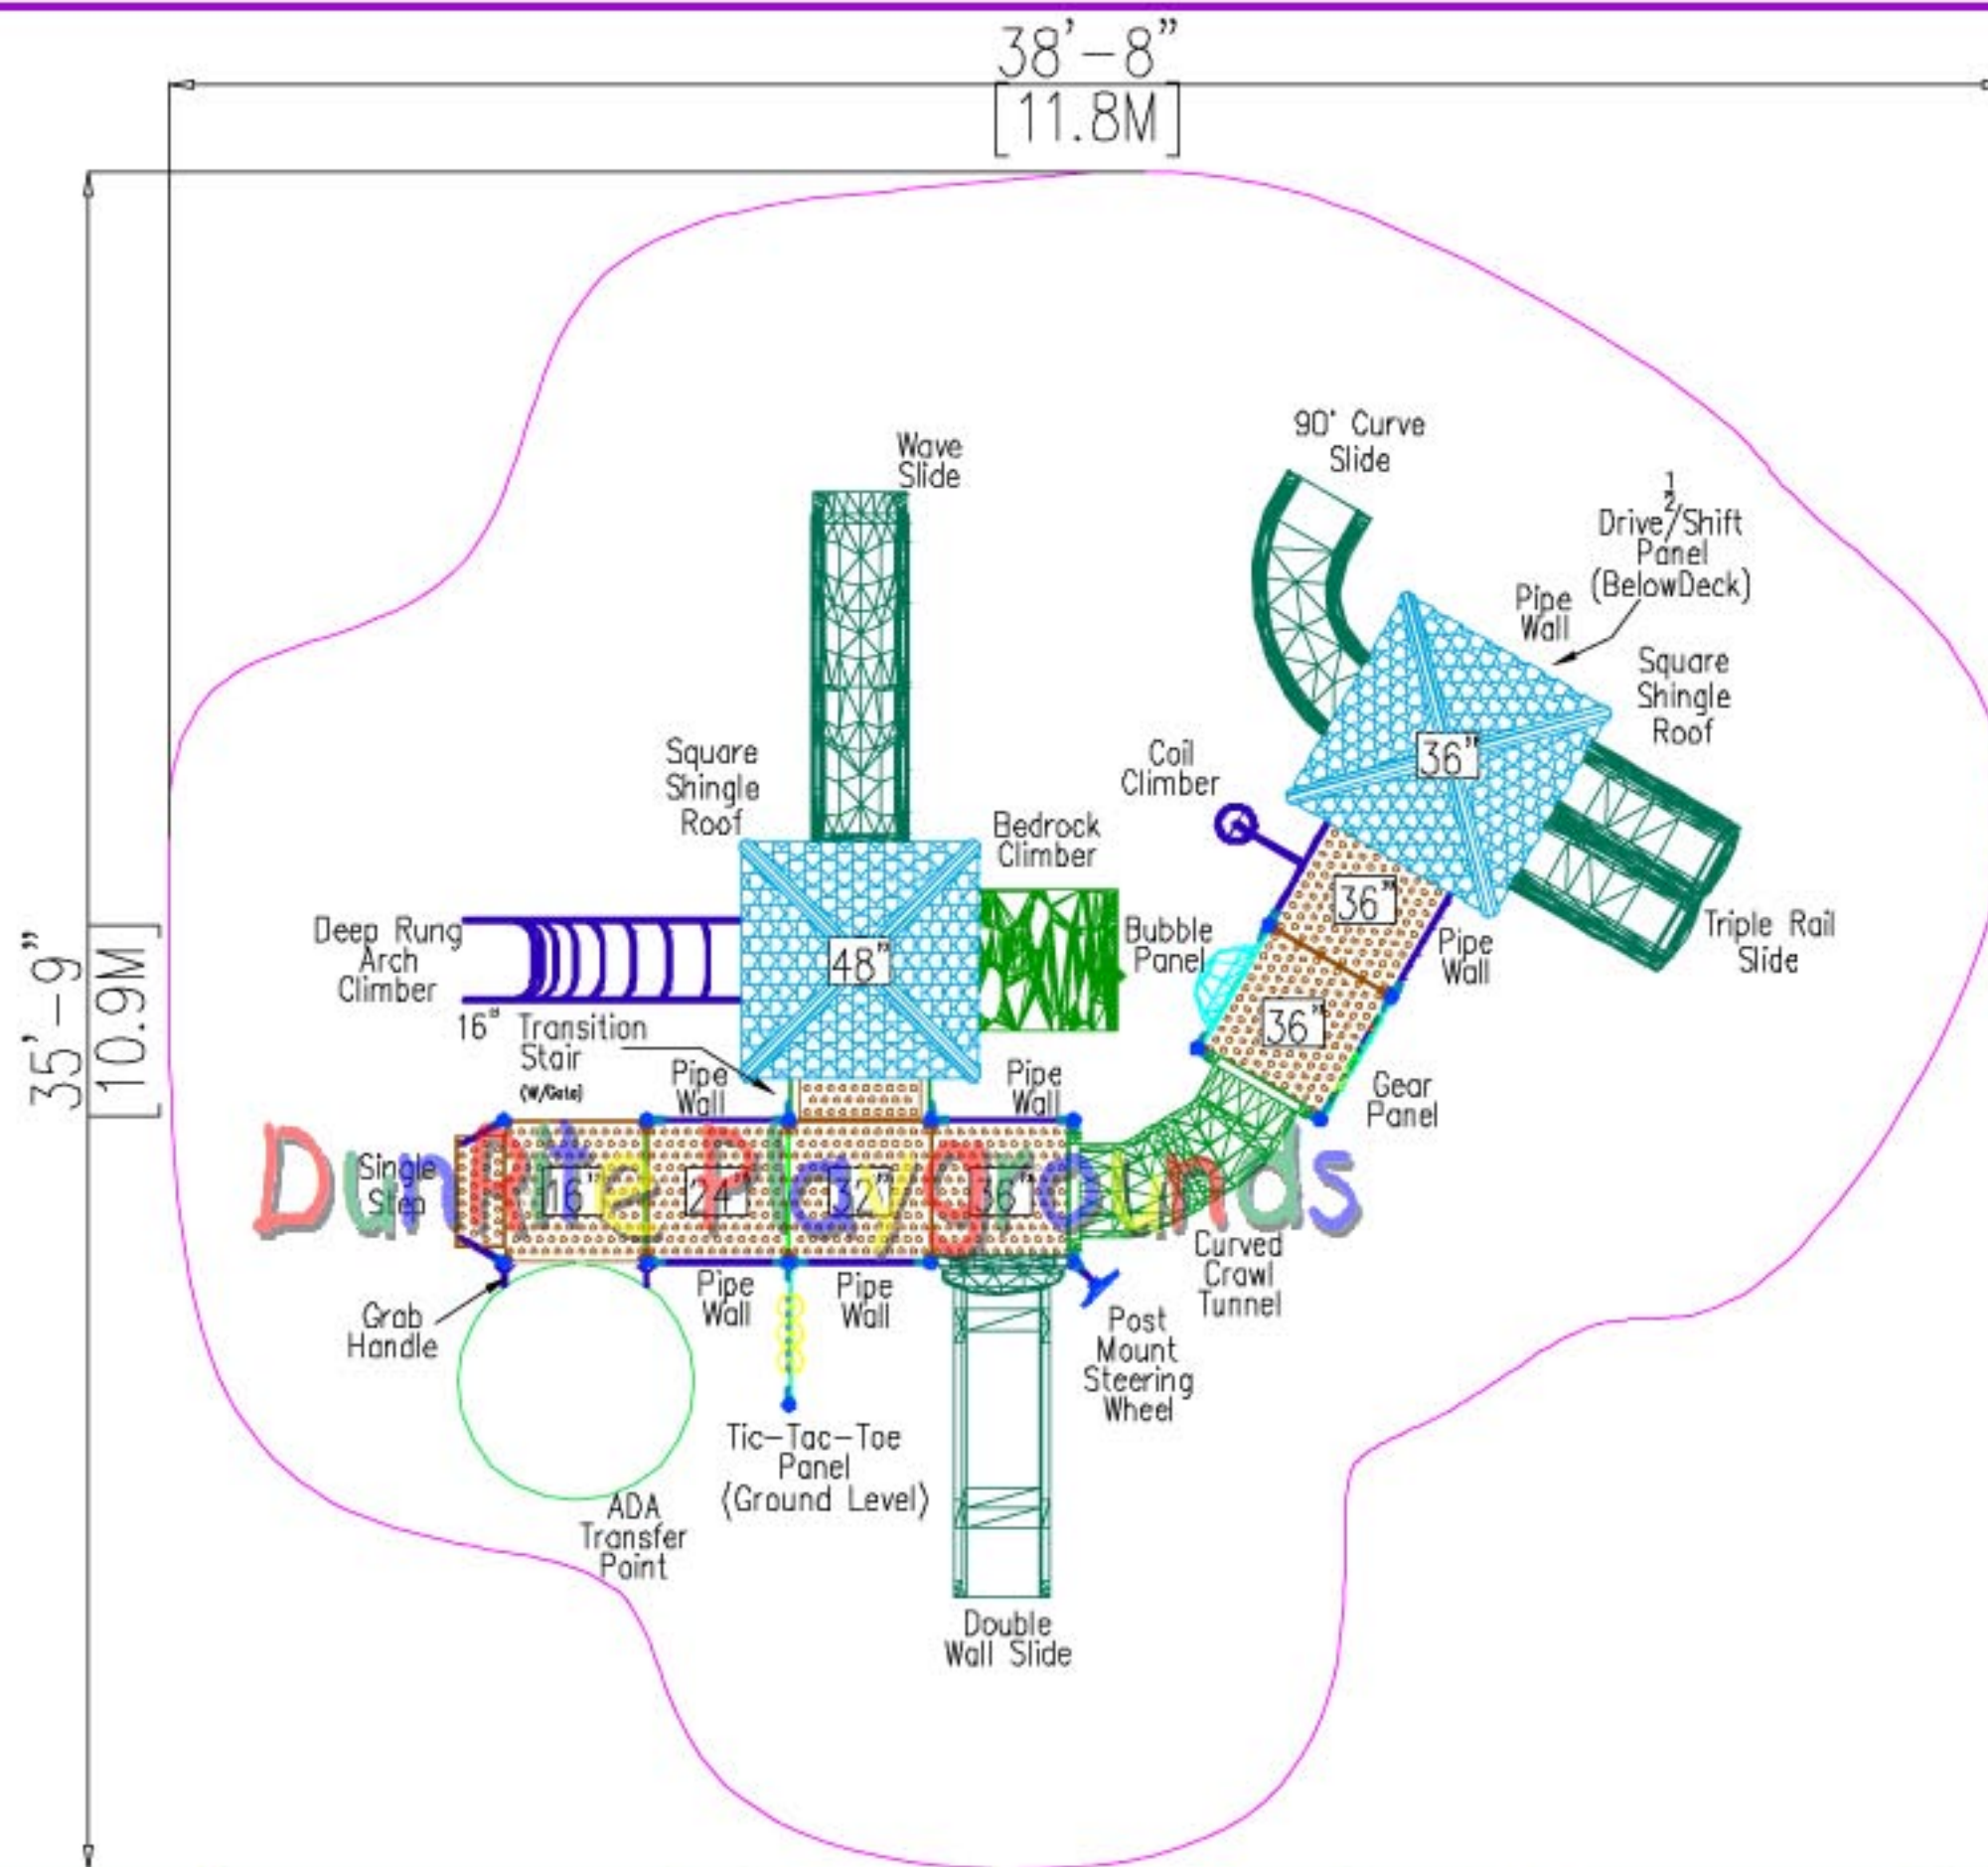 38'-8"
[11.8M]
35'-9"
[10.9M]
90° Curve
Slide
Wave
Slide
1/2
Drive/Shift
Panel
(BelowDeck)
Pipe
Wall
Square
Shingle
Roof
36"
Coil
Climber
Square
Shingle
Roof
Bedrock
Climber
36"
Triple Rail
Slide
Deep Rung
Arch
Climber
48"
Bubble
Panel
Pipe
Wall
36"
16" Transition
Stair
(W/Gate)
Pipe
Wall
Pipe
Wall
Gear
Panel
DunRite Playgrounds
Single
Step
16"
24"
32"
36"
Curved
Crawl
Tunnel
Grab
Handle
Pipe
Wall
Pipe
Wall
Post
Mount
Steering
Wheel
Tic-Tac-Toe
Panel
(Ground Level)
ADA
Transfer
Point
Double
Wall Slide